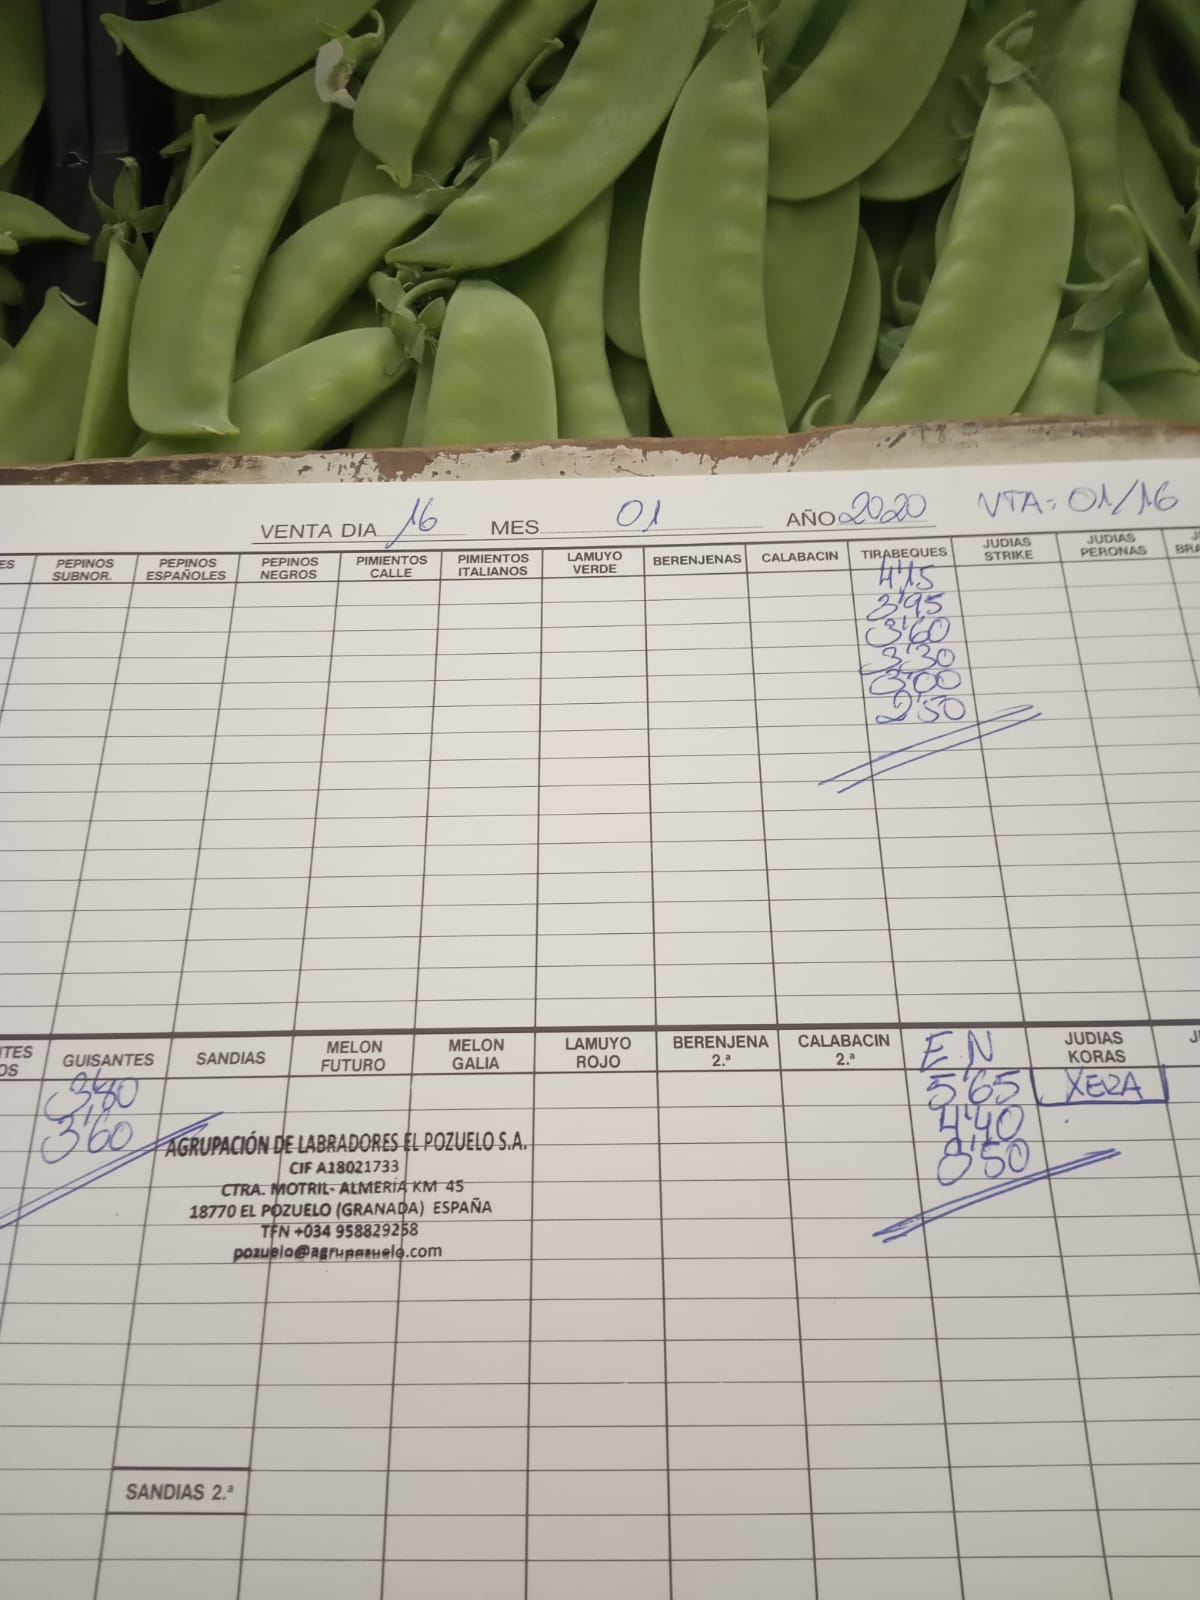 VENTA DIA 16 MES 01 AÑO 2020 VTA= 01/16
ES PEPINOS SUBNOR. PEPINOS ESPAÑOLES PEPINOS NEGROS PIMIENTOS CALLE PIMIENTOS ITALIANOS LAMUYO VERDE BERENJENAS CALABACIN TIRABEQUES JUDIAS STRIKE JUDIAS PERONAS
4'15
3'95
3'60
3'30
3'00
2'50
GUISANTES SANDIAS MELON FUTURO MELON GALIA LAMUYO ROJO BERENJENA 2.ª CALABACIN 2.ª E.N JUDIAS KORAS
3'80 5'65 XERA
3'60 4'40
8'50
AGRUPACIÓN DE LABRADORES EL POZUELO S.A.
CIF A18021733
CTRA. MOTRIL- ALMERÍA KM 45
18770 EL POZUELO (GRANADA) ESPAÑA
TFN +034 958829258
pozuelo@agrupozuelo.com
SANDIAS 2.ª